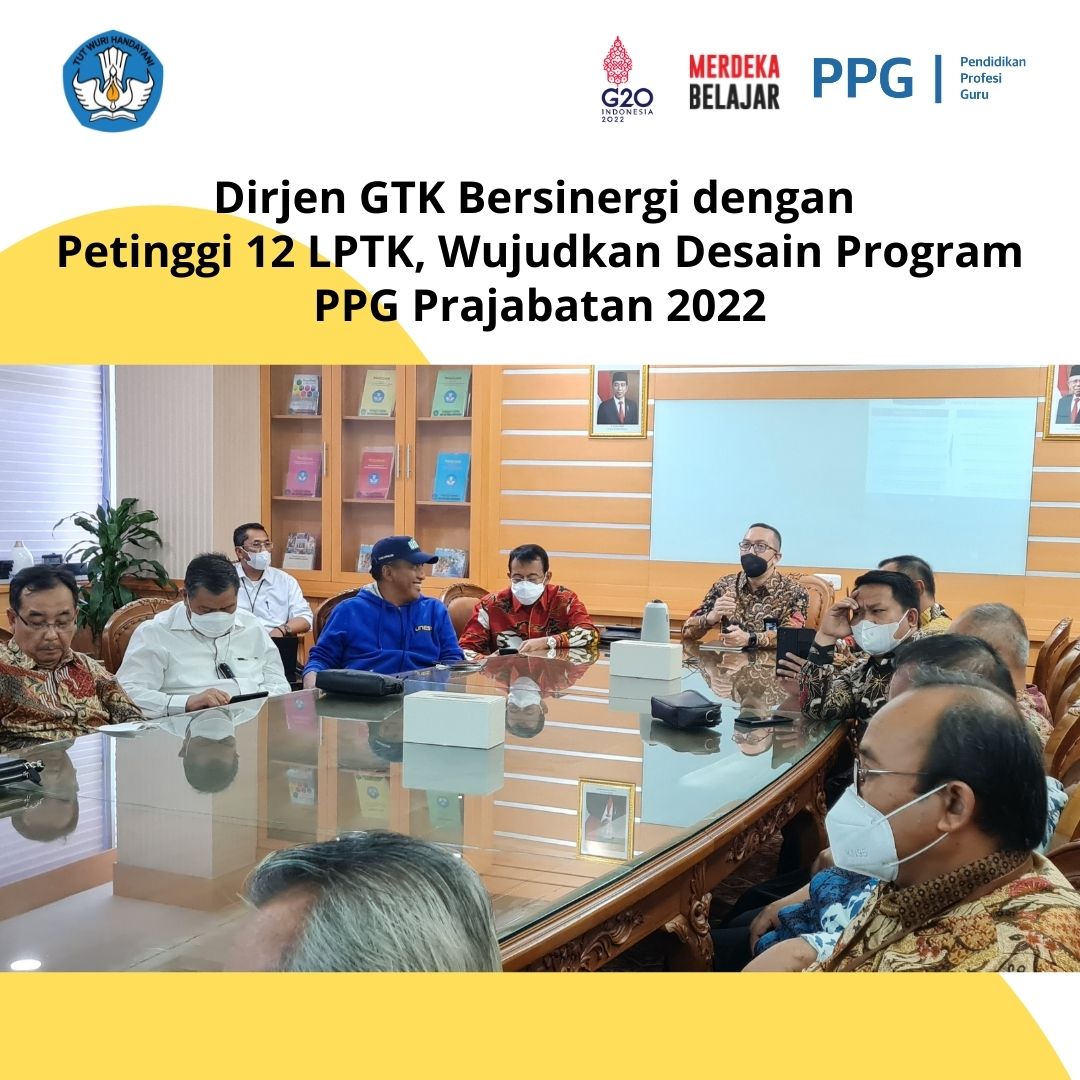 TUT WURI HANDAYANI
G20
INDONESIA
2022
MERDEKA
BELAJAR
PPG
Pendidikan
Profesi
Guru
Dirjen GTK Bersinergi dengan
Petinggi 12 LPTK, Wujudkan Desain Program
PPG Prajabatan 2022
KN95